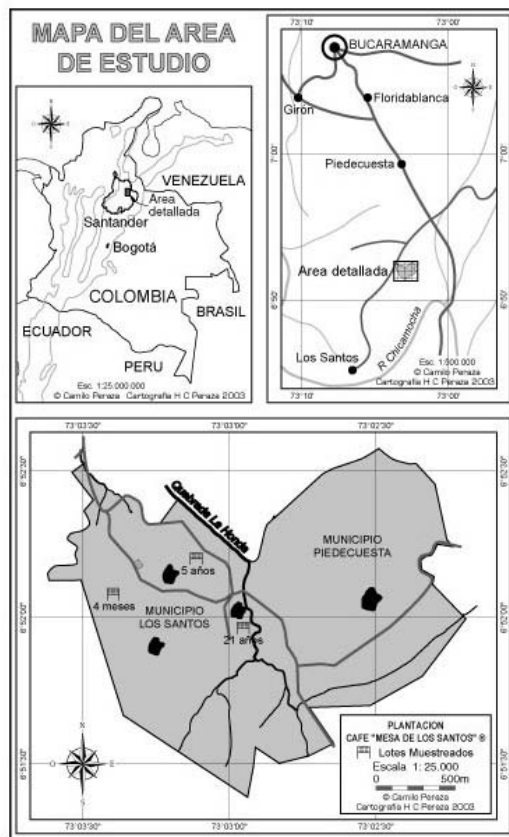 MAPA DEL AREA
DE ESTUDIO
N
O
E
S
VENEZUELA
Area
detallada
Santander
Bogotá
COLOMBIA
BRASIL
ECUADOR
PERU
Esc. 1:25 000 000
© Camilo Peraza Cartografia H C Peraza 2003
73°10'
73°00'
BUCARAMANGA
N
O
E
S
Girón
Floridablanca
7°00'
7°00'
Piedecuesta
Area detallada
6°50'
6°50'
Los Santos
R Chicamocha
Esc. 1:500 000
© Camilo Peraza
Cartografia H C Peraza 2003
73°10'
73°00'
73°03'30"
73°03'00"
73°02'30"
6°52'30"
6°52'30"
Quebrada La Honda
MUNICIPIO
PIEDECUESTA
5 años
4 meses
MUNICIPIO
LOS SANTOS
21 años
6°52'00"
6°52'00"
6°51'30"
6°51'30"
N
O
E
S
PLANTACION
CAFE "MESA DE LOS SANTOS" ®
Lotes Muestreados
Escala 1: 25.000
0 500m
© Camilo Peraza
Cartografia H C Peraza 2003
73°03'30"
73°03'00"
73°02'30"